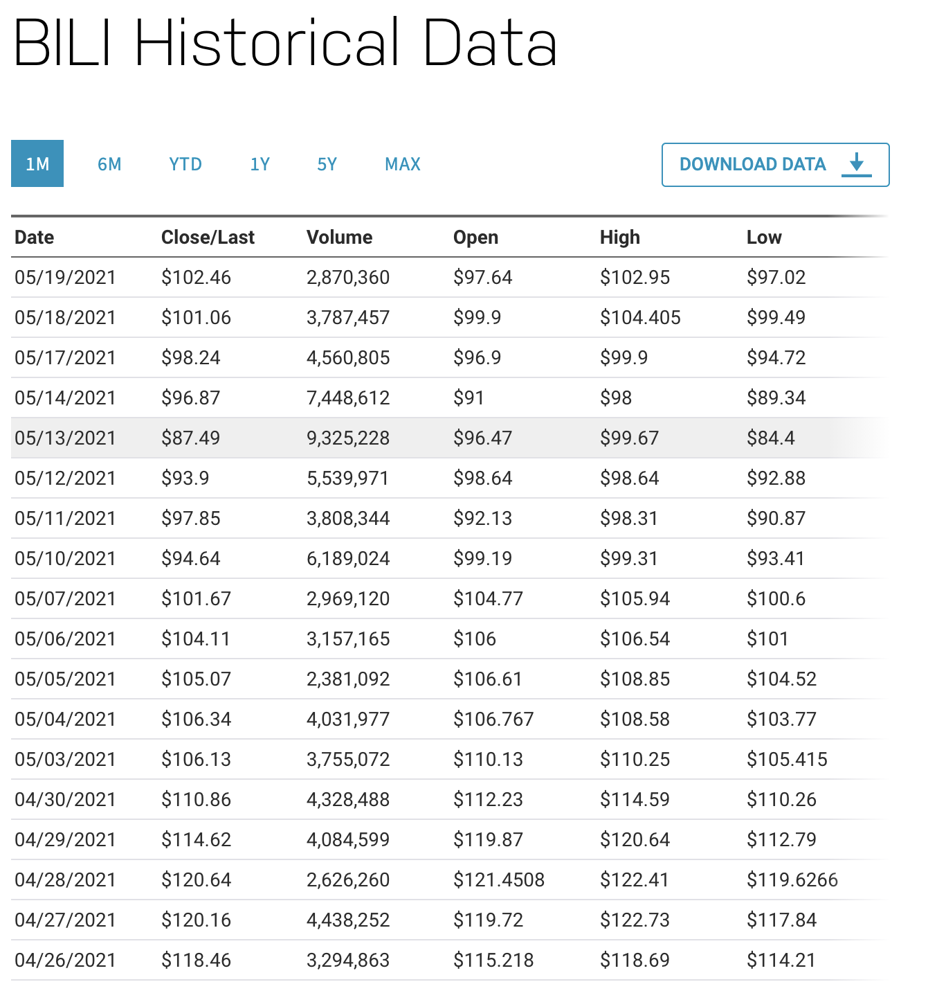 BILI Historical Data
1M 6M YTD 1Y 5Y MAX DOWNLOAD DATA
Date Close/Last Volume Open High Low
05/19/2021 $102.46 2,870,360 $97.64 $102.95 $97.02
05/18/2021 $101.06 3,787,457 $99.9 $104.405 $99.49
05/17/2021 $98.24 4,560,805 $96.9 $99.9 $94.72
05/14/2021 $96.87 7,448,612 $91 $98 $89.34
05/13/2021 $87.49 9,325,228 $96.47 $99.67 $84.4
05/12/2021 $93.9 5,539,971 $98.64 $98.64 $92.88
05/11/2021 $97.85 3,808,344 $92.13 $98.31 $90.87
05/10/2021 $94.64 6,189,024 $99.19 $99.31 $93.41
05/07/2021 $101.67 2,969,120 $104.77 $105.94 $100.6
05/06/2021 $104.11 3,157,165 $106 $106.54 $101
05/05/2021 $105.07 2,381,092 $106.61 $108.85 $104.52
05/04/2021 $106.34 4,031,977 $106.767 $108.58 $103.77
05/03/2021 $106.13 3,755,072 $110.13 $110.25 $105.415
04/30/2021 $110.86 4,328,488 $112.23 $114.59 $110.26
04/29/2021 $114.62 4,084,599 $119.87 $120.64 $112.79
04/28/2021 $120.64 2,626,260 $121.4508 $122.41 $119.6266
04/27/2021 $120.16 4,438,252 $119.72 $122.73 $117.84
04/26/2021 $118.46 3,294,863 $115.218 $118.69 $114.21